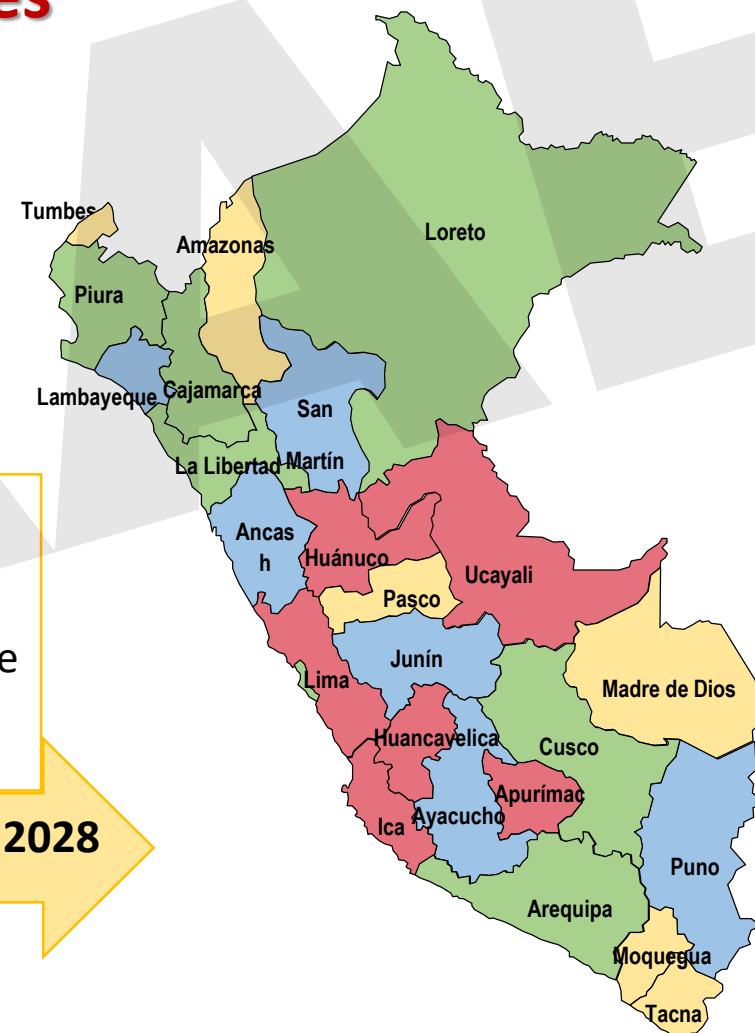 es
Tumbes
Amazonas
Loreto
Piura
Lambayeque
Cajamarca
San
Martín
La Libertad
Ancas
h
Huánuco
Ucayali
Pasco
e
Junín
Lima
Madre de Dios
Huancavelica
Cusco
Apurímac
Ayacucho
Ica
2028
Puno
Arequipa
Moquegua
Tacna